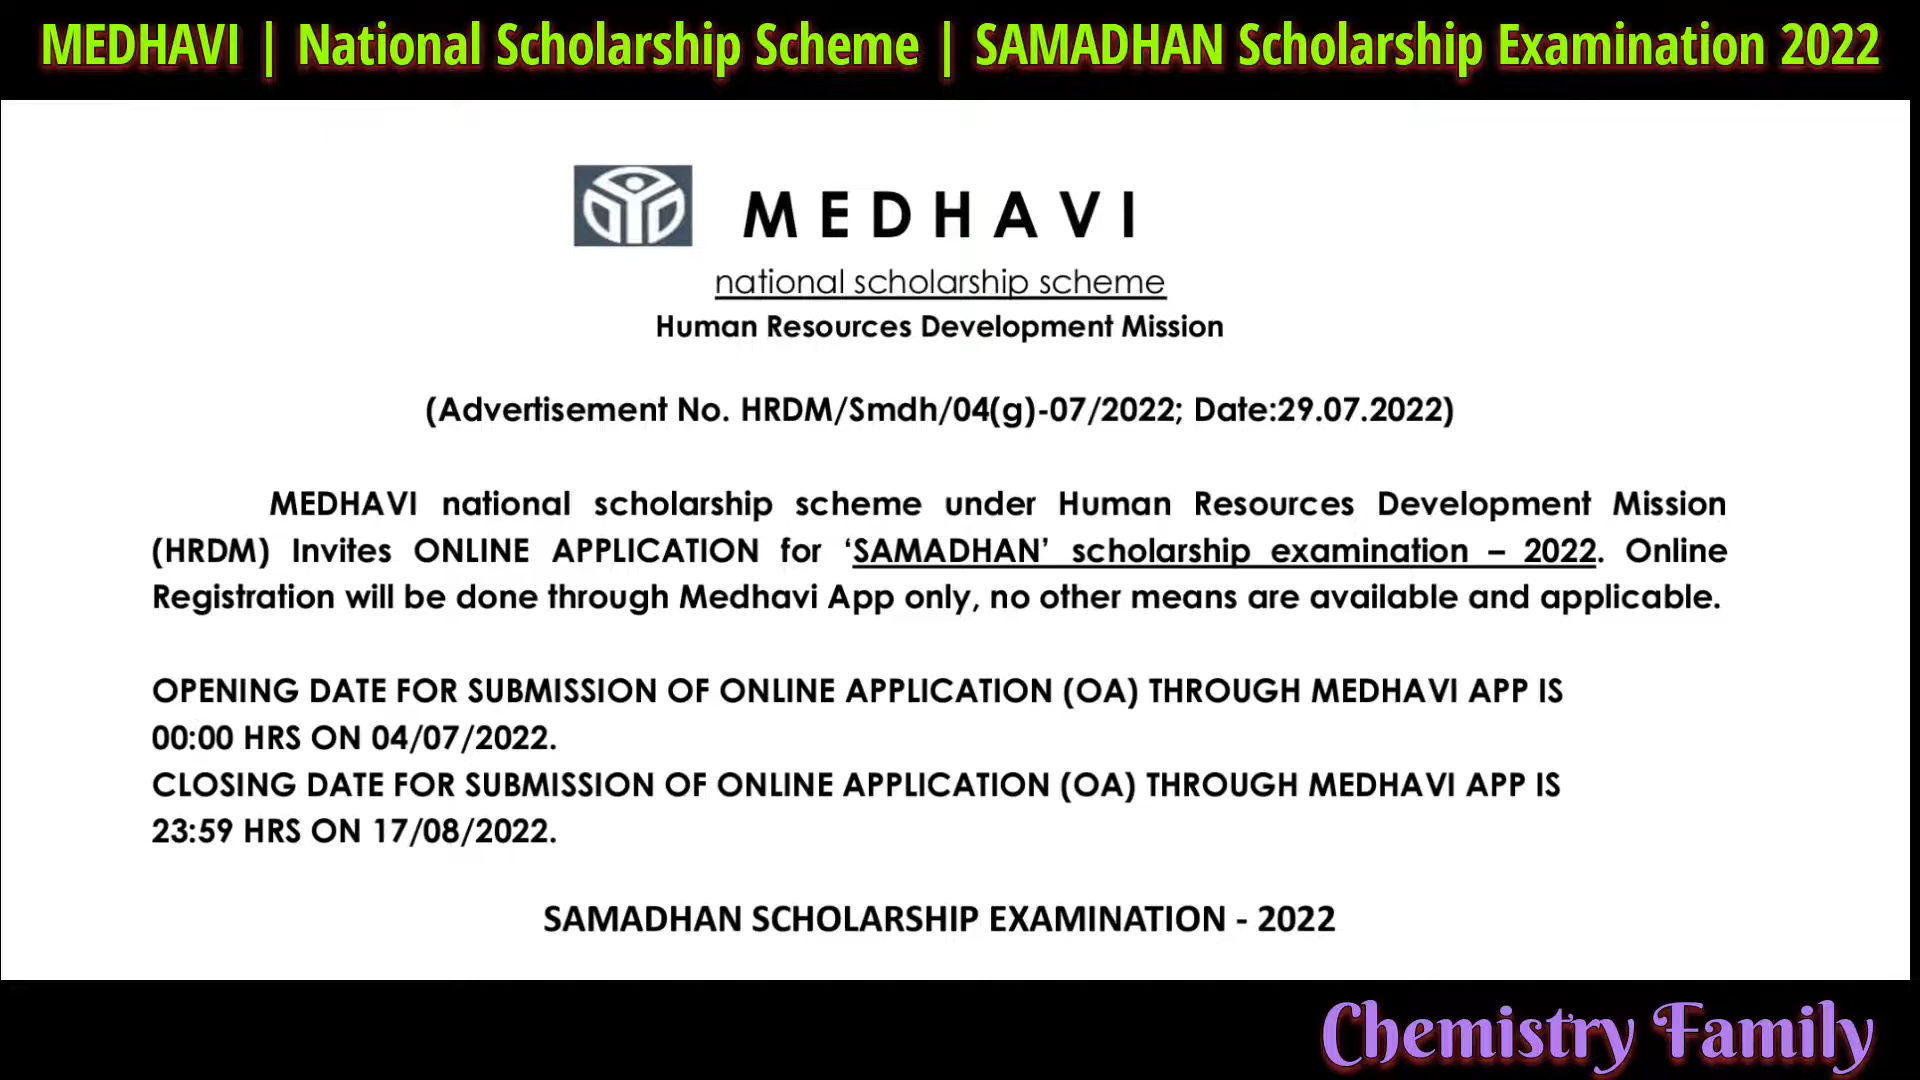 MEDHAVI | National Scholarship Scheme | SAMADHAN Scholarship Examination 2022
MEDHAVI
national scholarship scheme
Human Resources Development Mission
(Advertisement No. HRDM/Smdh/04(g)-07/2022; Date:29.07.2022)
MEDHAVI national scholarship scheme under Human Resources Development Mission
(HRDM) Invites ONLINE APPLICATION for ‘SAMADHAN’ scholarship examination – 2022. Online
Registration will be done through Medhavi App only, no other means are available and applicable.
OPENING DATE FOR SUBMISSION OF ONLINE APPLICATION (OA) THROUGH MEDHAVI APP IS
00:00 HRS ON 04/07/2022.
CLOSING DATE FOR SUBMISSION OF ONLINE APPLICATION (OA) THROUGH MEDHAVI APP IS
23:59 HRS ON 17/08/2022.
SAMADHAN SCHOLARSHIP EXAMINATION - 2022
Chemistry Family